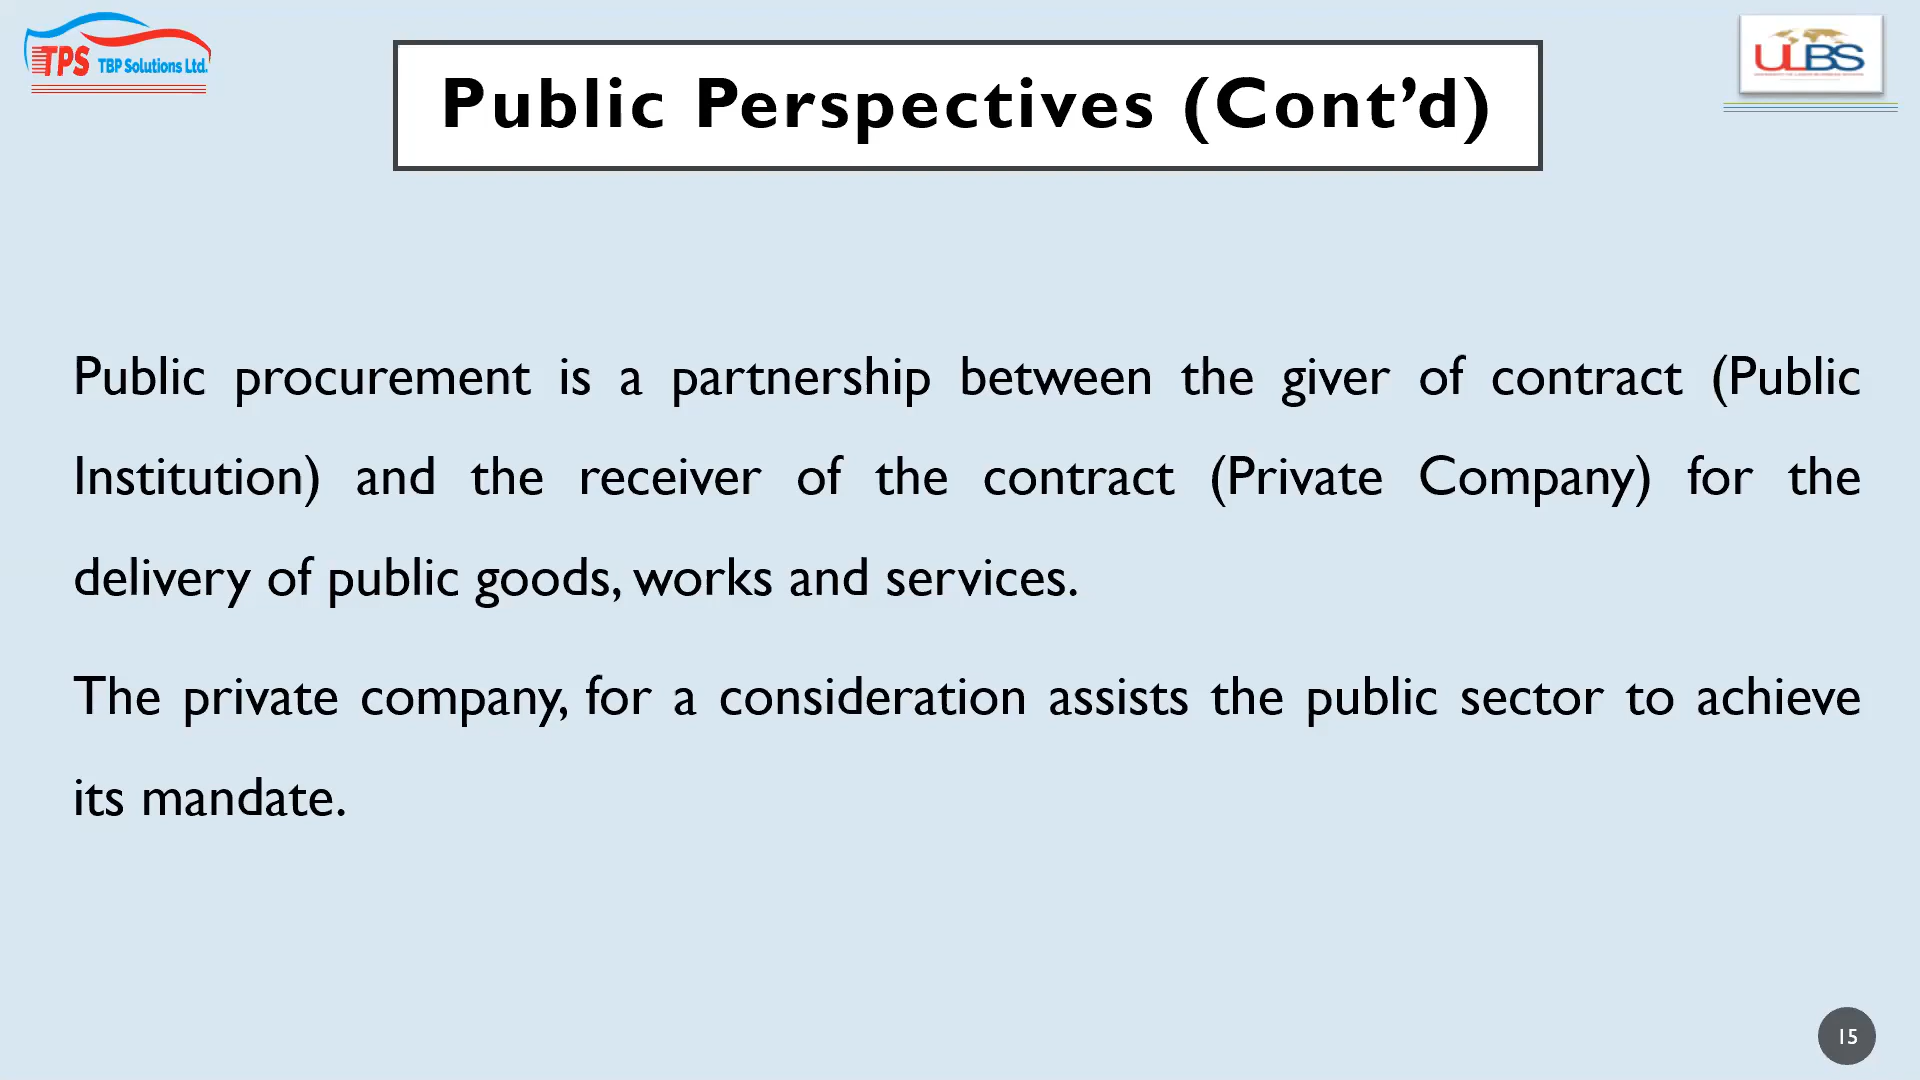 TPS TBP Solutions Ltd.
ULBS
Public Perspectives (Cont’d)
Public procurement is a partnership between the giver of contract (Public
Institution) and the receiver of the contract (Private Company) for the
delivery of public goods, works and services.
The private company, for a consideration assists the public sector to achieve
its mandate.
15